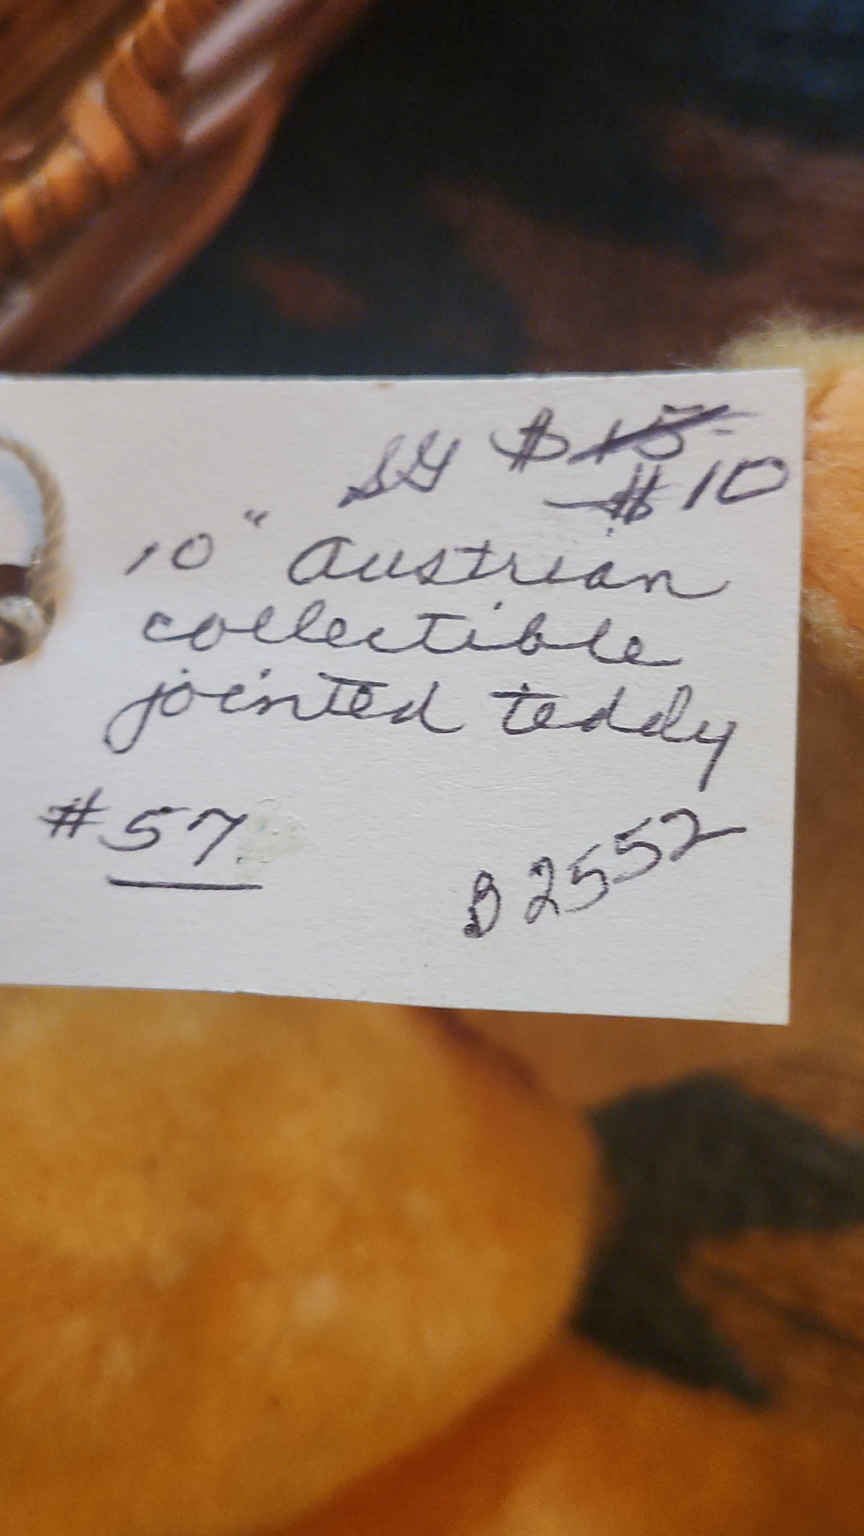 SG $15-
$10
10" Austrian
collectible
jointed teddy
#57
B2552